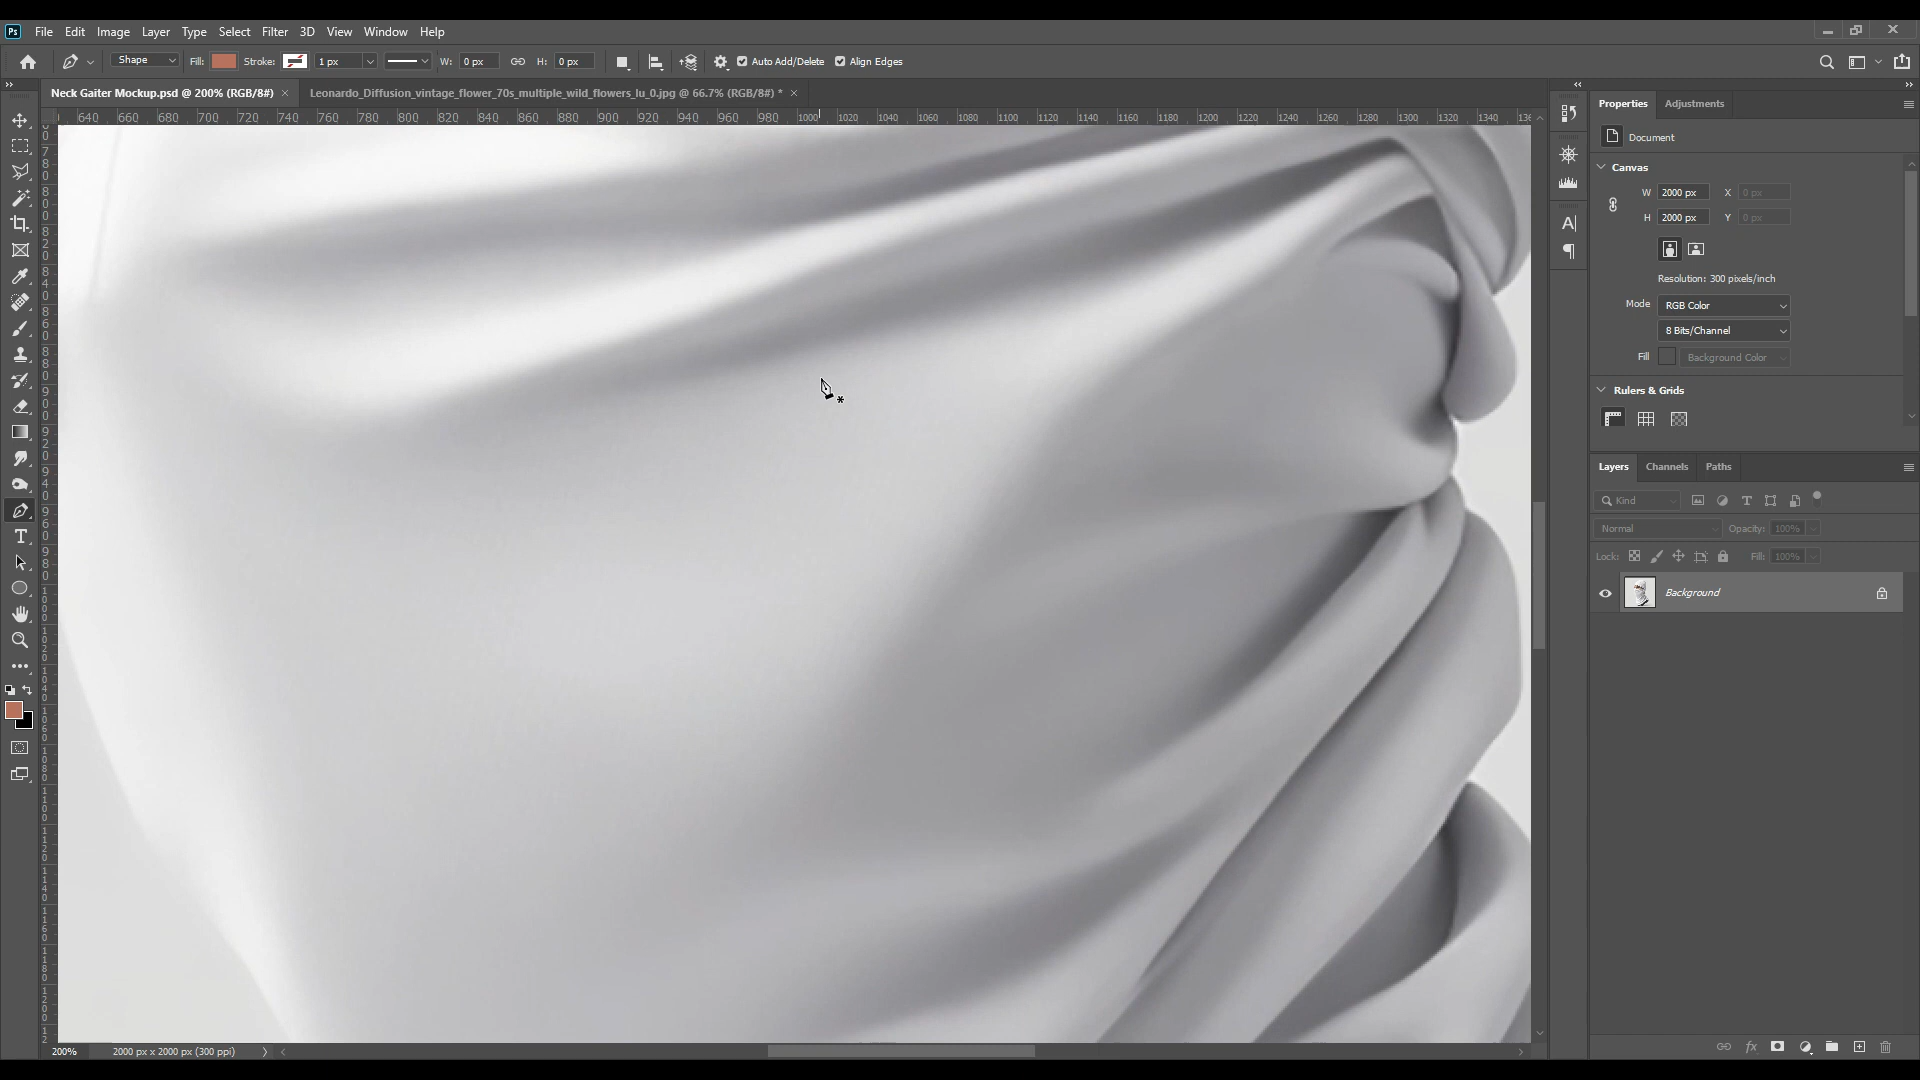 Ps File Edit Image Layer Type Select Filter 3D View Window Help
Shape Fill: Stroke: 1 px W: 0 px H: 0 px Auto Add/Delete Align Edges
Neck Gaiter Mockup.psd @ 200% (RGB/8#) × Leonardo_Diffusion_vintage_flower_70s_multiple_wild_flowers_lu_0.jpg @ 66.7% (RGB/8#) * ×
640 660 680 700 720 740 760 780 800 820 840 860 880 900 920 940 960 980 1000 1020 1040 1060 1080 1100 1120 1140 1160 1180 1200 1220 1240 1260 1280 1300 1320 1340
Properties Adjustments
Document
Canvas
W 2000 px X 0 px
H 2000 px Y 0 px
Resolution: 300 pixels/inch
Mode RGB Color
8 Bits/Channel
Fill Background Color
Rulers & Grids
Layers Channels Paths
Kind
Normal Opacity: 100%
Lock: Fill: 100%
Background
200% 2000 px x 2000 px (300 ppi)